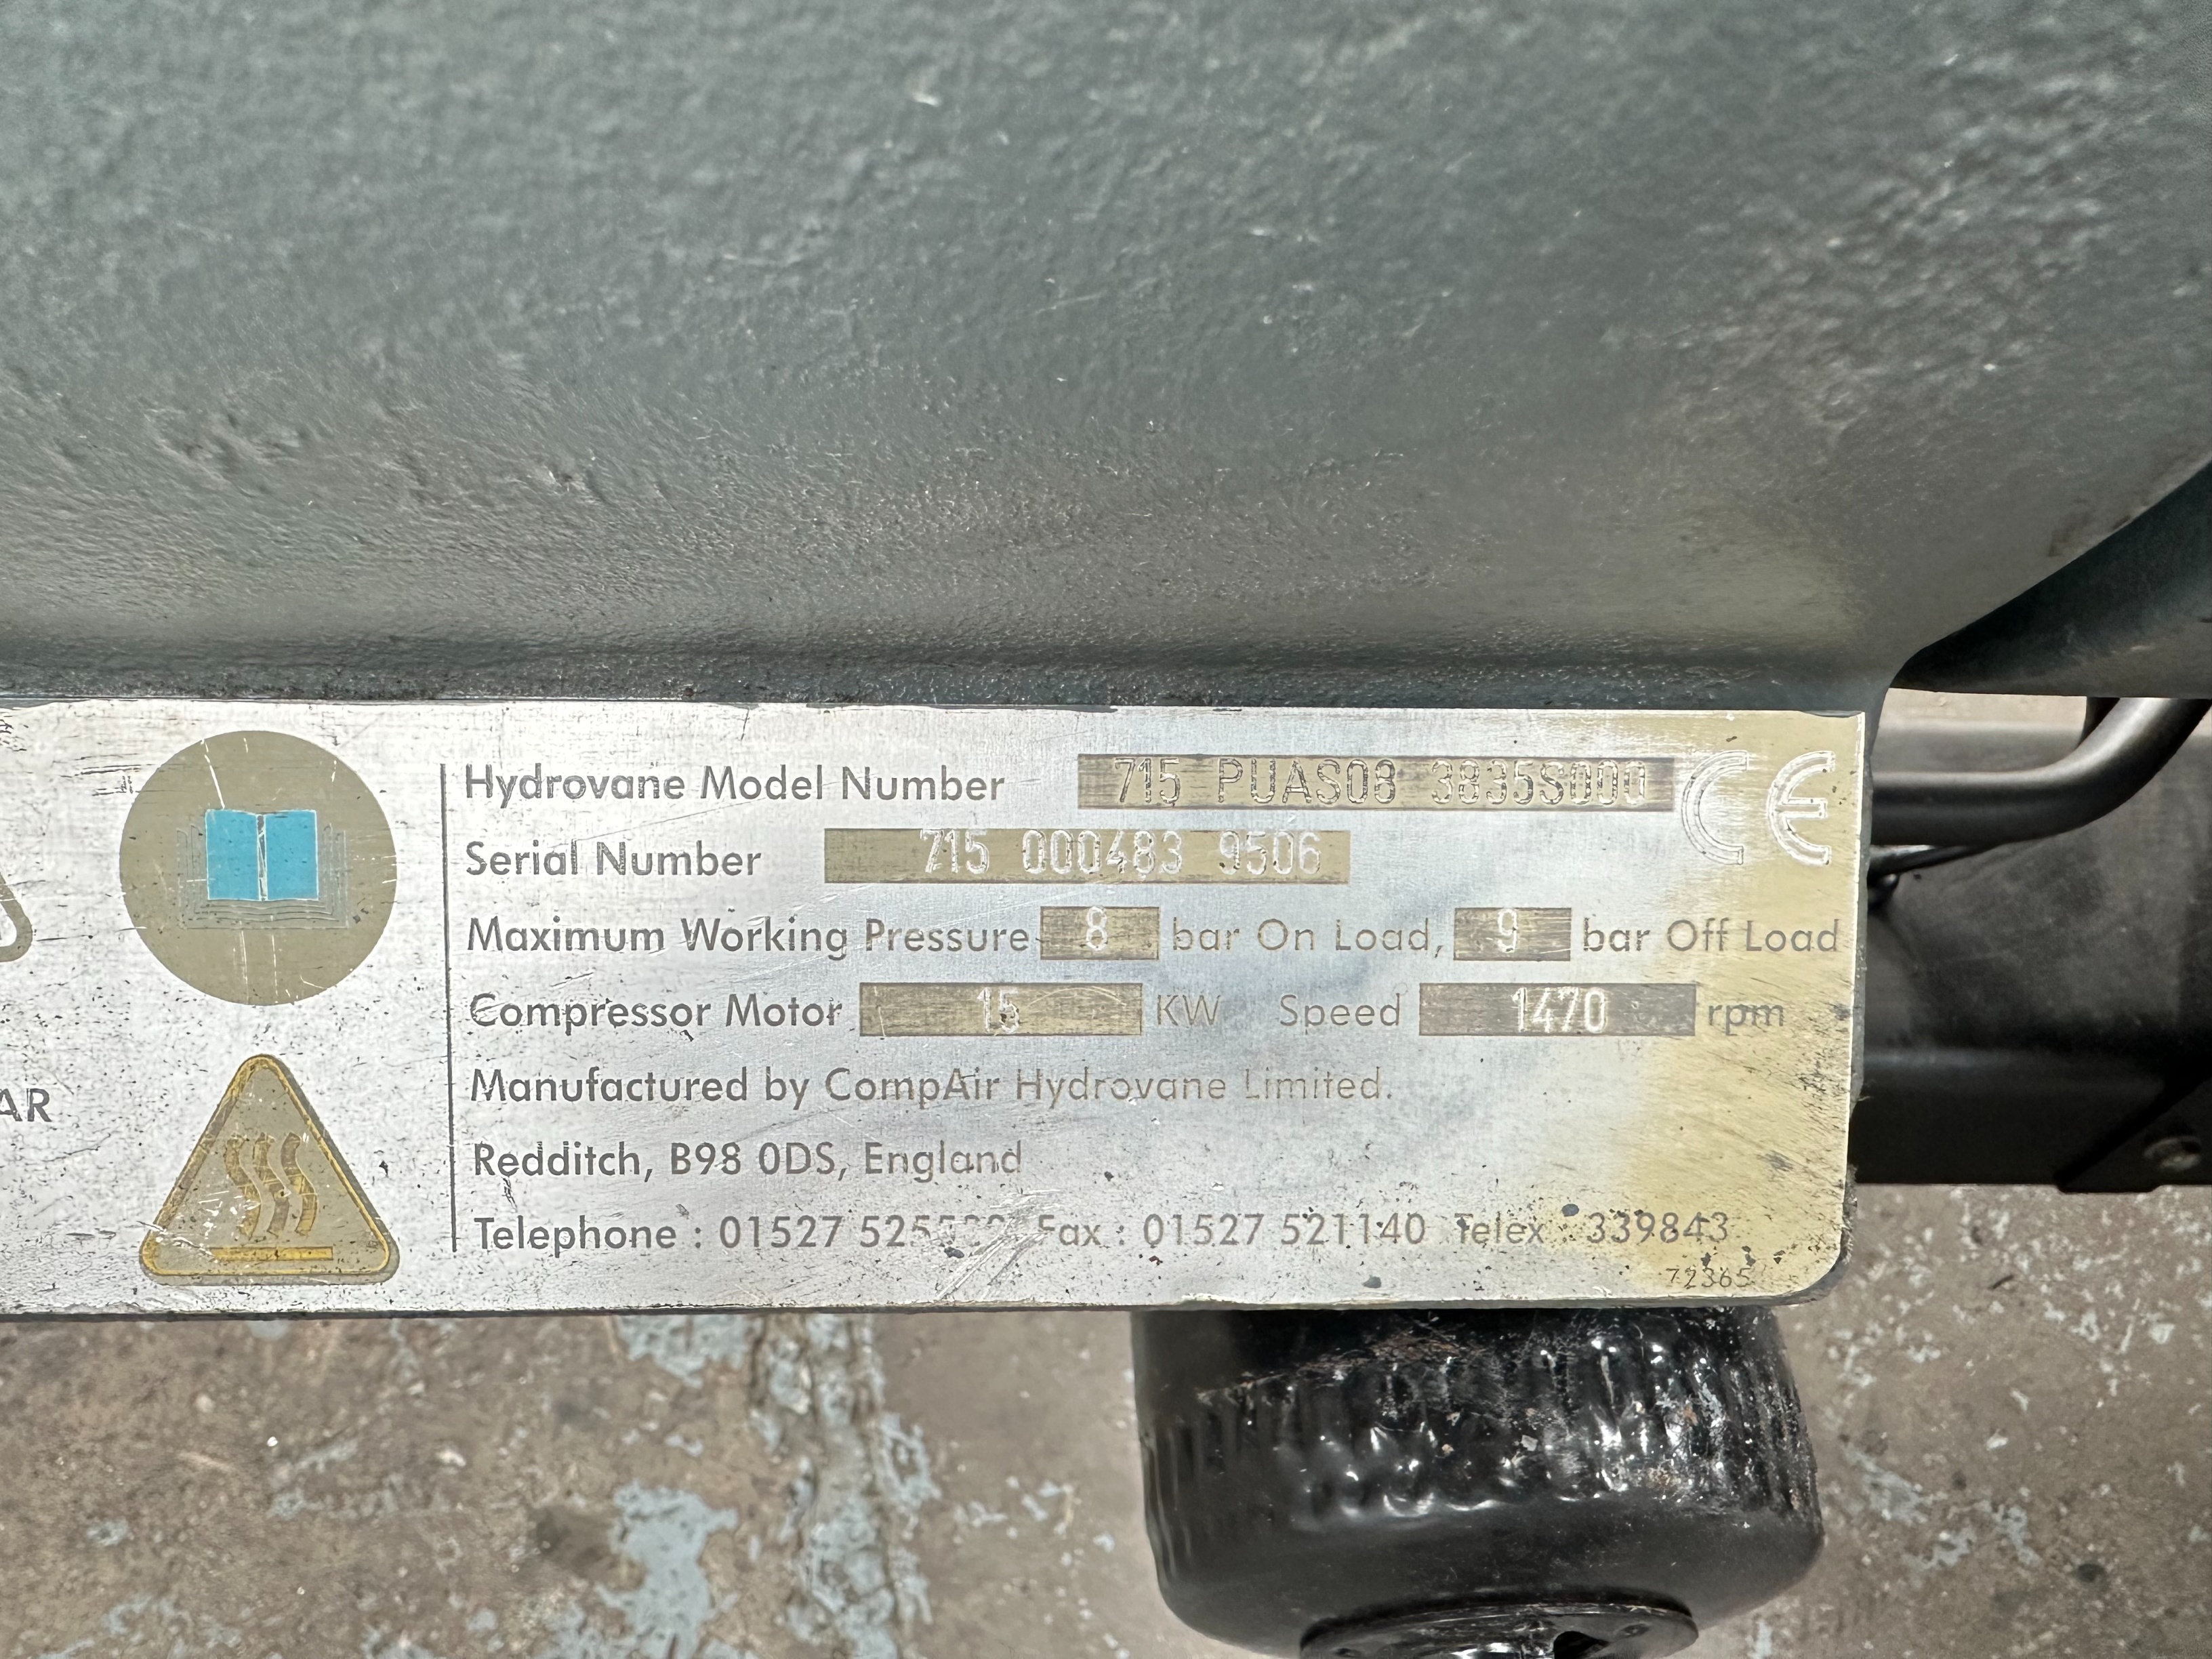 Hydrovane Model Number 715 PUAS08 3835S000 CE
Serial Number 715 000483 9506
Maximum Working Pressure 8 bar On Load, 9 bar Off Load
Compressor Motor 15 KW Speed 1470 rpm
AR
Manufactured by CompAir Hydrovane Limited.
Redditch, B98 0DS, England
Telephone : 01527 Fax : 01527 521140 Telex : 339843
72365